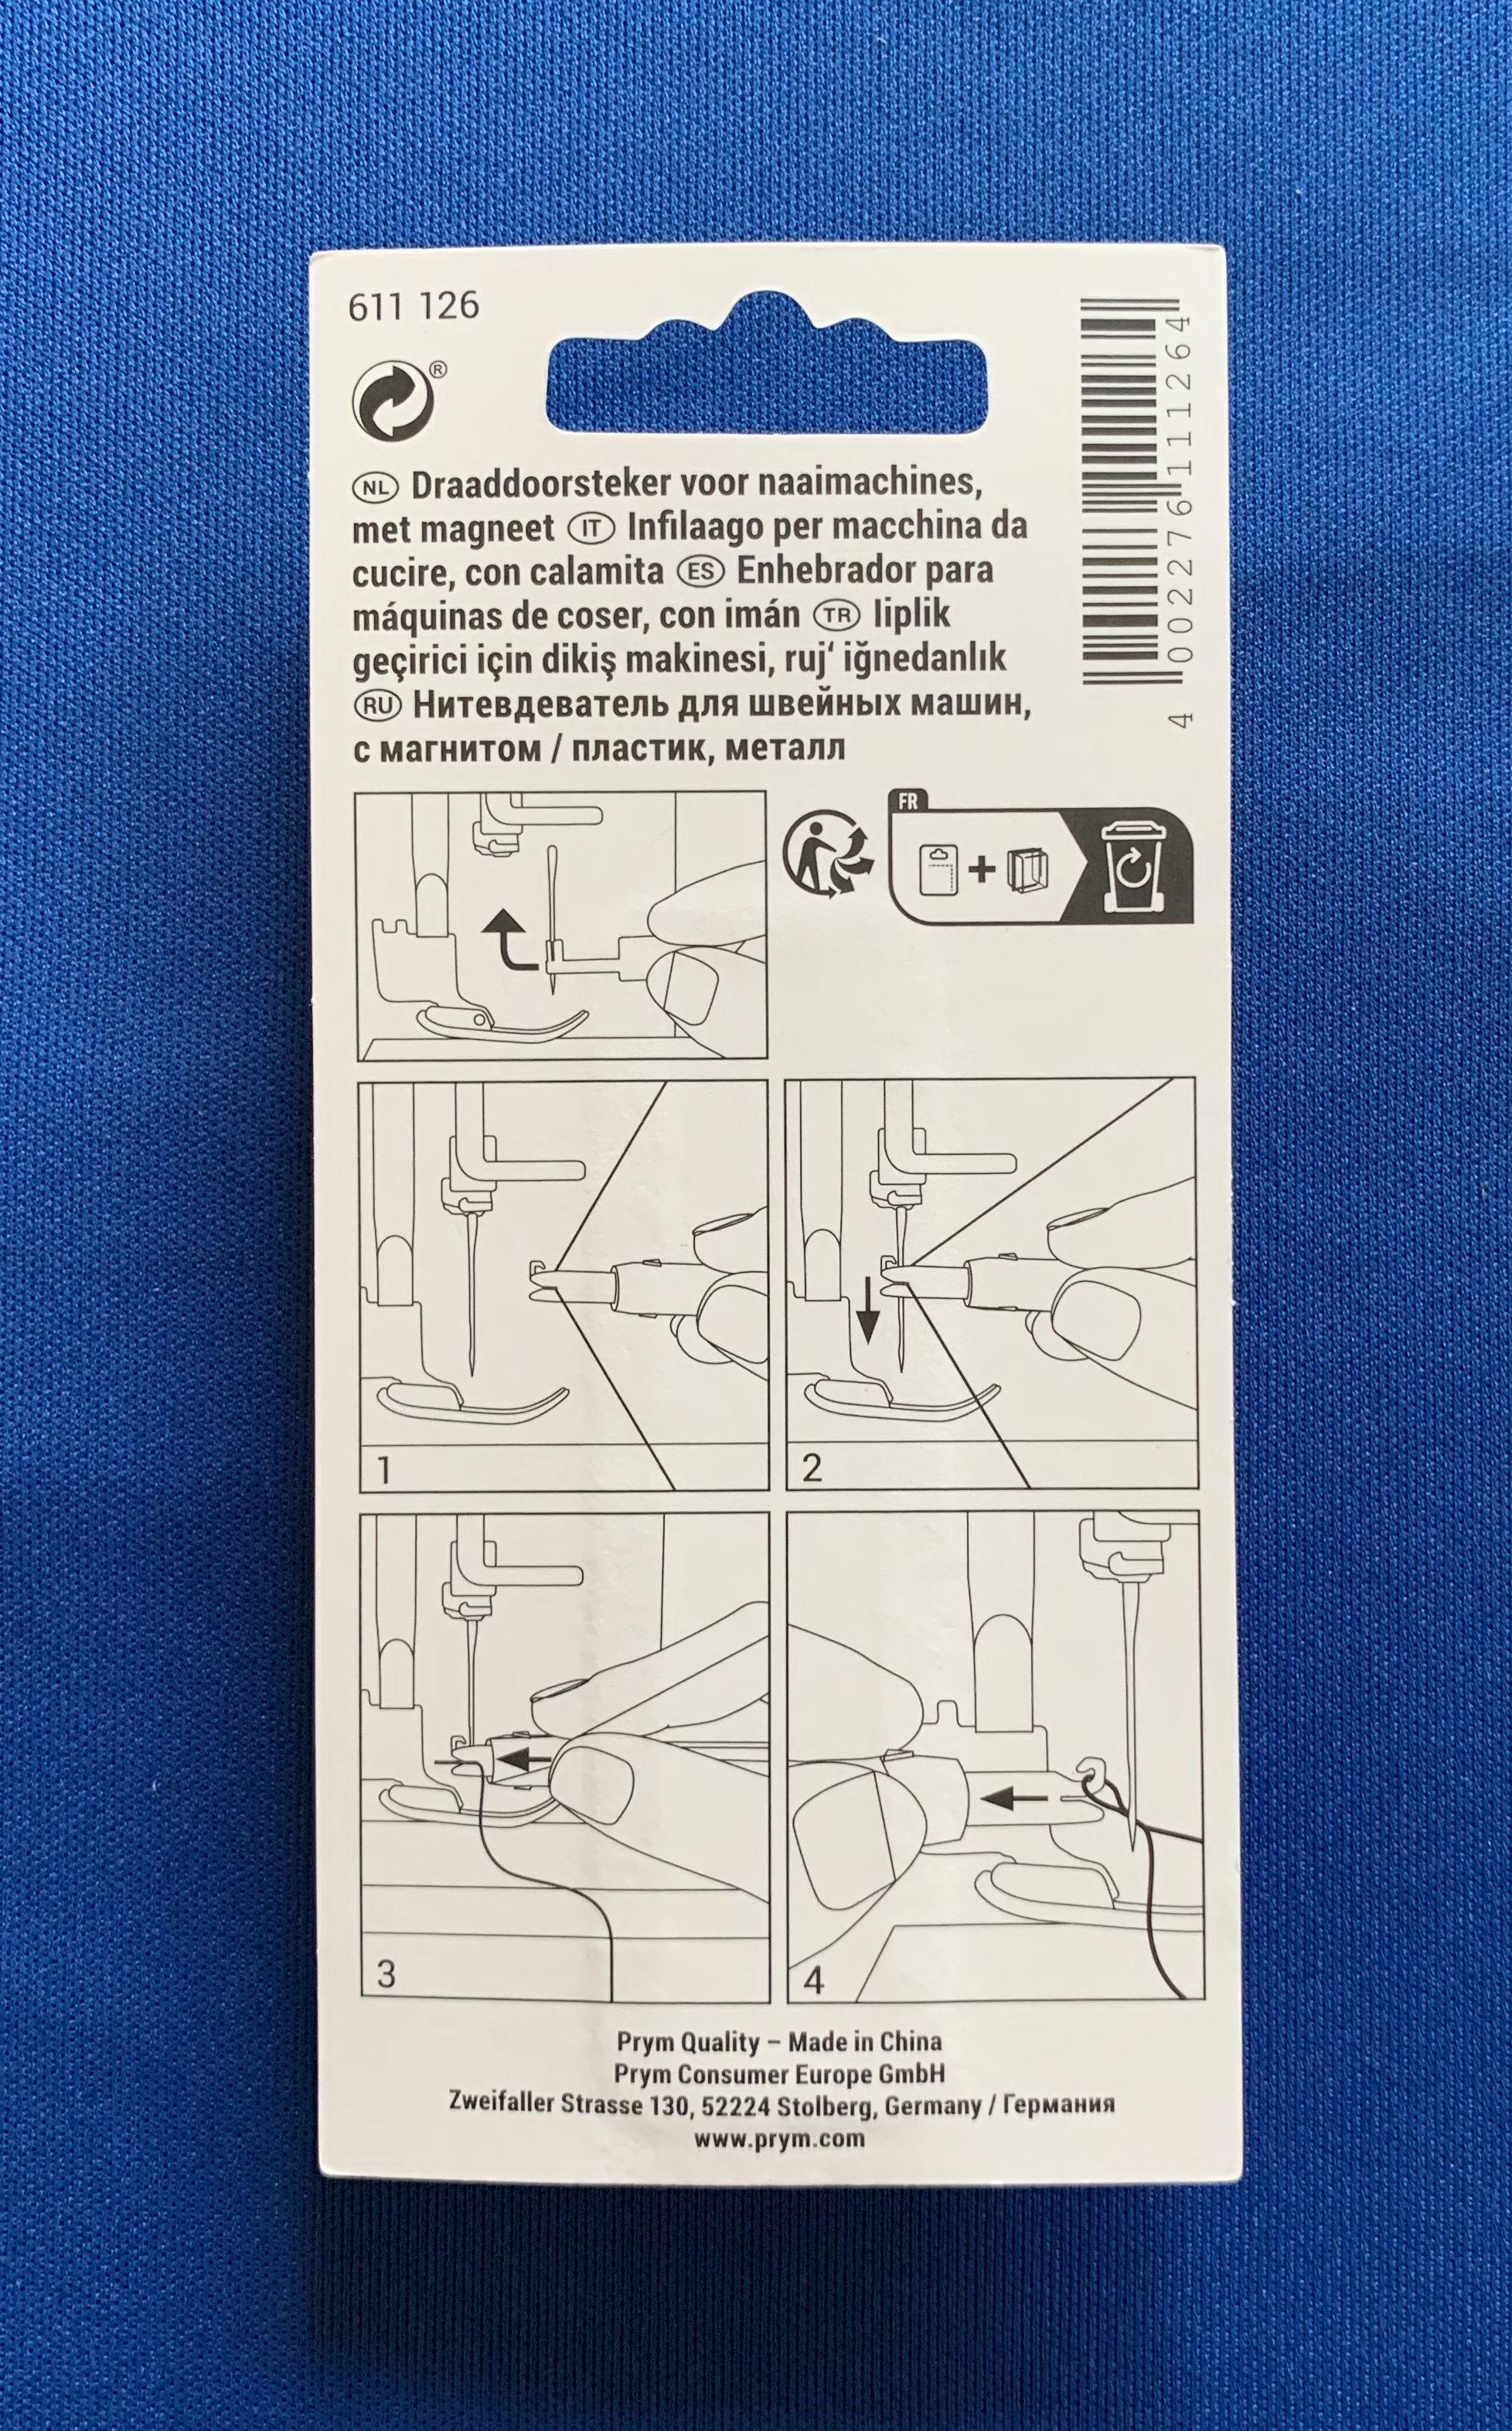 611 126
®
4 002276 111264
NL Draaddoorsteker voor naaimachines,
met magneet IT Infilaago per macchina da
cucire, con calamita ES Enhebrador para
máquinas de coser, con imán TR Iiplik
geçirici için dikiş makinesi, ruj‘ iğnedanlık
RU Нитевдеватель для швейных машин,
с магнитом / пластик, металл
FR
+
1
2
3
4
Prym Quality – Made in China
Prym Consumer Europe GmbH
Zweifaller Strasse 130, 52224 Stolberg, Germany / Германия
www.prym.com